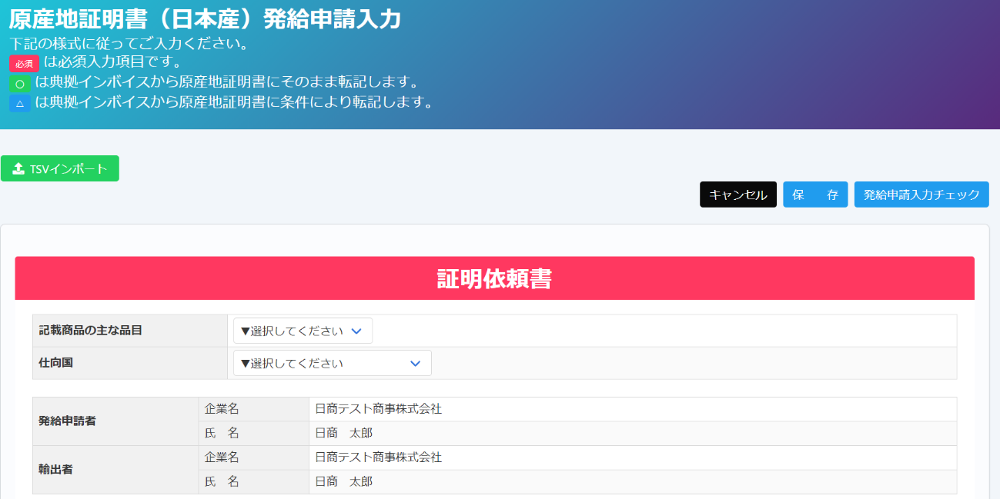 原産地証明書（日本産）発給申請入力
下記の様式に従ってご入力ください。
必須 は必須入力項目です。
○ は典拠インボイスから原産地証明書にそのまま転記します。
△ は典拠インボイスから原産地証明書に条件により転記します。
TSVインポート
キャンセル 保　　存 発給申請入力チェック
証明依頼書
記載商品の主な品目 ▼選択してください
仕向国 ▼選択してください
発給申請者 企業名 日商テスト商事株式会社
氏　名 日商　太郎
輸出者 企業名 日商テスト商事株式会社
氏　名 日商　太郎